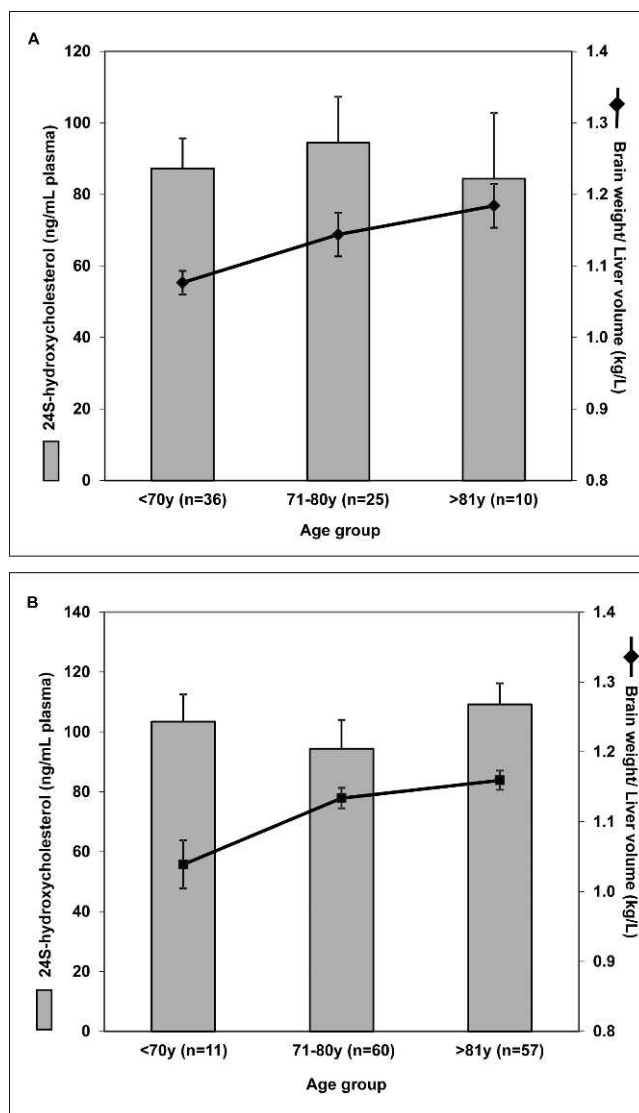 A
120
100
80
60
40
20
0
24S-hydroxycholesterol (ng/mL plasma)
1.4
1.3
1.2
1.1
1.0
0.9
0.8
Brain weight/ Liver volume (kg/L)
<70y (n=36) 71-80y (n=25) >81y (n=10)
Age group
B
140
120
100
80
60
40
20
0
24S-hydroxycholesterol (ng/mL plasma)
1.4
1.3
1.2
1.1
1.0
0.9
0.8
Brain weight/ Liver volume (kg/L)
<70y (n=11) 71-80y (n=60) >81y (n=57)
Age group